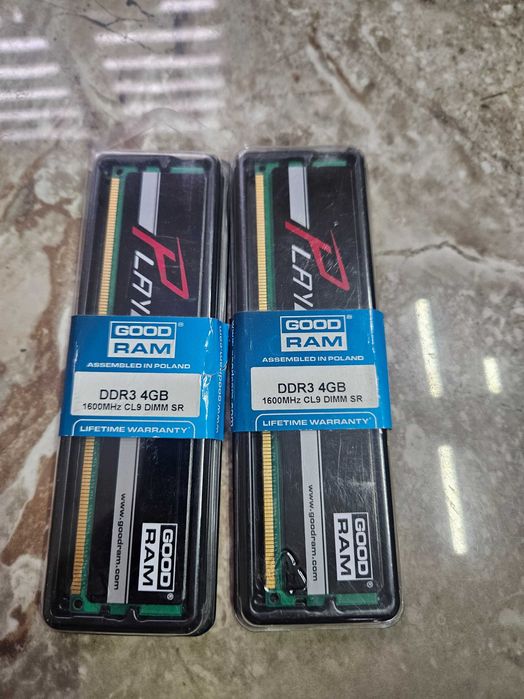 PLAY
GOOD
RAM
ASSEMBLED IN POLAND
DDR3 4GB
1600MHz CL9 DIMM SR
LIFETIME WARRANTY
www.goodram.com
GOOD
RAM
PLAY
GOOD
RAM
ASSEMBLED IN POLAND
DDR3 4GB
1600MHz CL9 DIMM SR
LIFETIME WARRANTY
www.goodram.com
GOOD
RAM